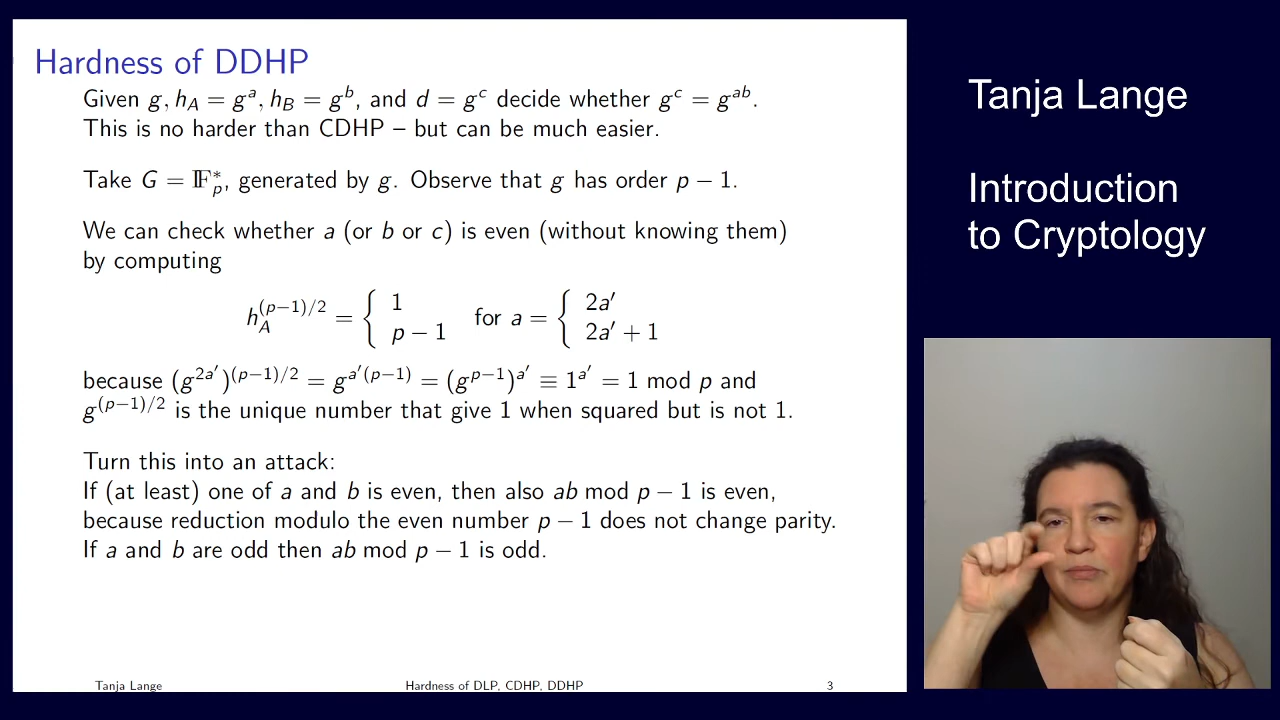 Hardness of DDHP
Given g, h_A = g^a, h_B = g^b, and d = g^c decide whether g^c = g^{ab}.
This is no harder than CDHP – but can be much easier.
Take G = 𝔽_p^*, generated by g. Observe that g has order p − 1.
We can check whether a (or b or c) is even (without knowing them)
by computing
h_A^{(p−1)/2} = { 1 for a = { 2a′
p − 1 2a′ + 1
because (g^{2a′})^{(p−1)/2} = g^{a′(p−1)} = (g^{p−1})^{a′} ≡ 1^{a′} = 1 mod p and
g^{(p−1)/2} is the unique number that give 1 when squared but is not 1.
Turn this into an attack:
If (at least) one of a and b is even, then also ab mod p − 1 is even,
because reduction modulo the even number p − 1 does not change parity.
If a and b are odd then ab mod p − 1 is odd.
Tanja Lange Hardness of DLP, CDHP, DDHP 3
Tanja Lange
Introduction
to Cryptology